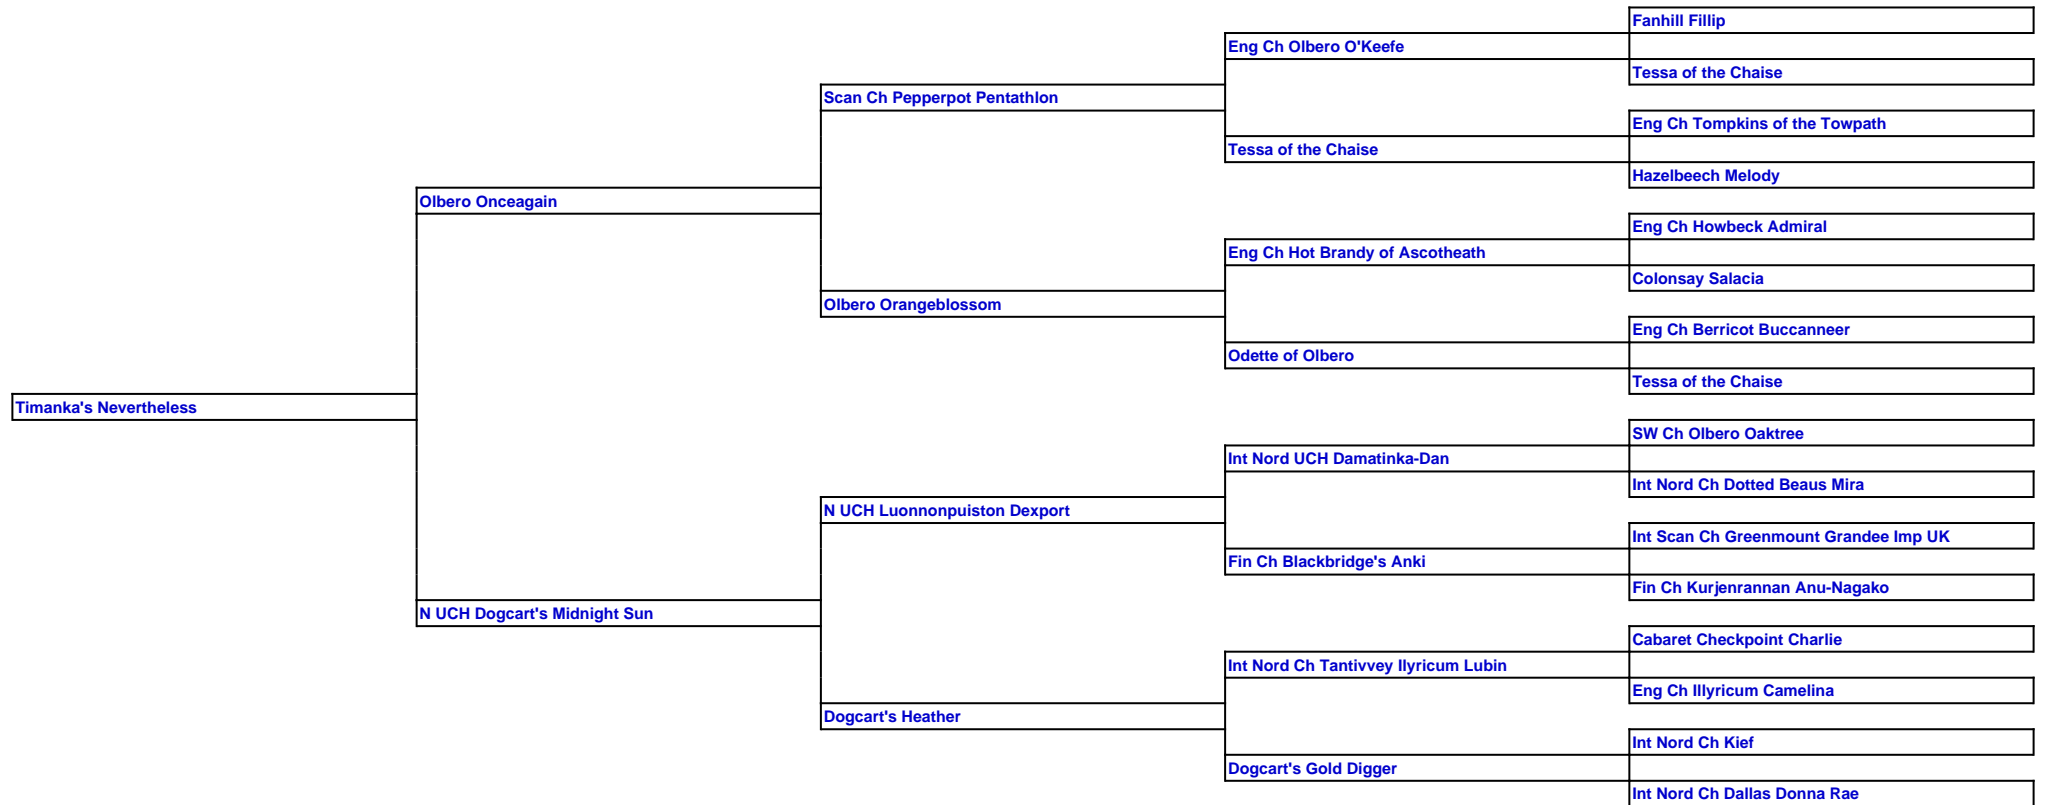 Fanhill Fillip
Eng Ch Olbero O'Keefe
Tessa of the Chaise
Scan Ch Pepperpot Pentathlon
Eng Ch Tompkins of the Towpath
Tessa of the Chaise
Hazelbeech Melody
Olbero Onceagain
Eng Ch Howbeck Admiral
Eng Ch Hot Brandy of Ascotheath
Colonsay Salacia
Olbero Orangeblossom
Eng Ch Berricot Buccanneer
Odette of Olbero
Tessa of the Chaise
Timanka's Nevertheless
SW Ch Olbero Oaktree
Int Nord UCH Damatinka-Dan
Int Nord Ch Dotted Beaus Mira
N UCH Luonnonpuiston Dexport
Int Scan Ch Greenmount Grandee Imp UK
Fin Ch Blackbridge's Anki
Fin Ch Kurjenrannan Anu-Nagako
N UCH Dogcart's Midnight Sun
Cabaret Checkpoint Charlie
Int Nord Ch Tantivvey Ilyricum Lubin
Eng Ch Illyricum Camelina
Dogcart's Heather
Int Nord Ch Kief
Dogcart's Gold Digger
Int Nord Ch Dallas Donna Rae